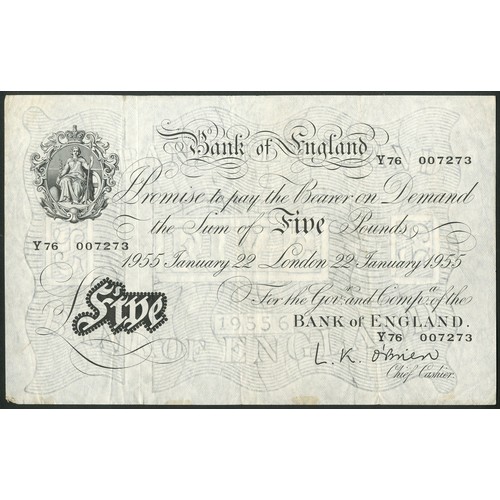 Bank of England
Y76 007273
I Promise to pay the Bearer on Demand
the Sum of Five Pounds
Y76 007273
1955 January 22 London 22 January 1955
For the Gov.r and Comp.a of the
Five
BANK of ENGLAND.
Y76 007273
L. K. O'Brien
Chief Cashier.